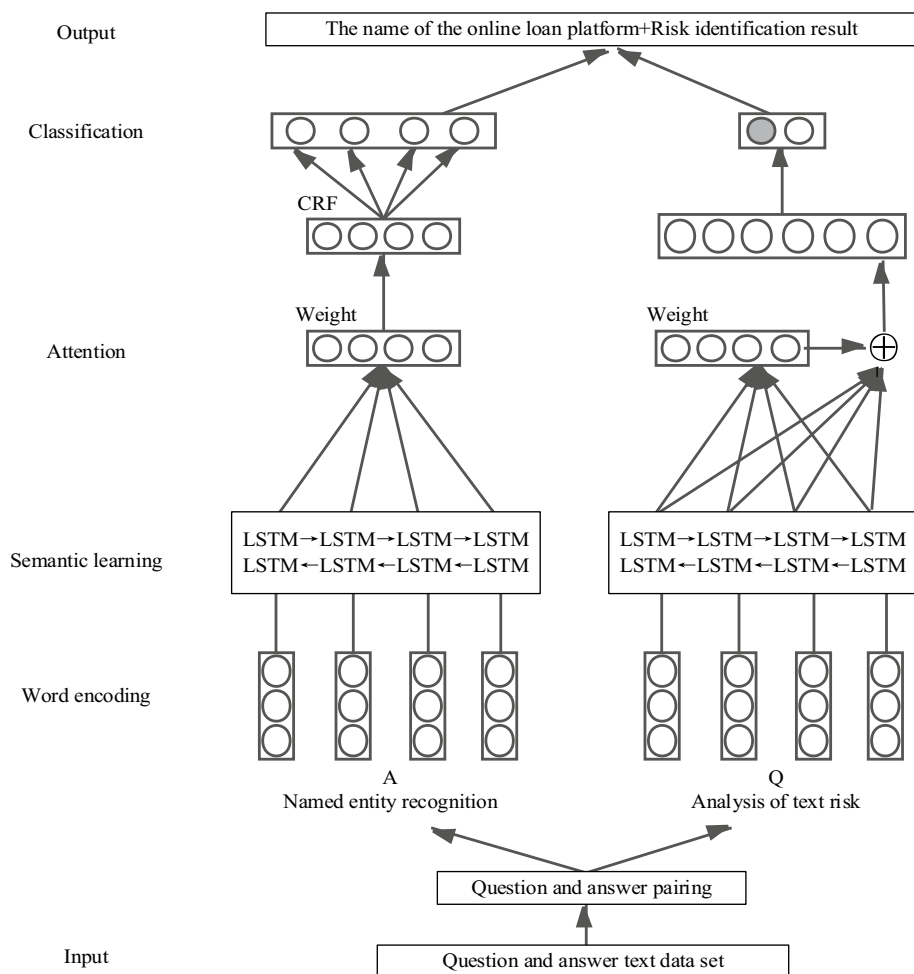 Output
The name of the online loan platform+Risk identification result
Classification
CRF
Weight
Weight
Attention
Semantic learning
LSTM→LSTM→LSTM→LSTM
LSTM←LSTM←LSTM←LSTM
LSTM→LSTM→LSTM→LSTM
LSTM←LSTM←LSTM←LSTM
Word encoding
A
Named entity recognition
Q
Analysis of text risk
Question and answer pairing
Input
Question and answer text data set